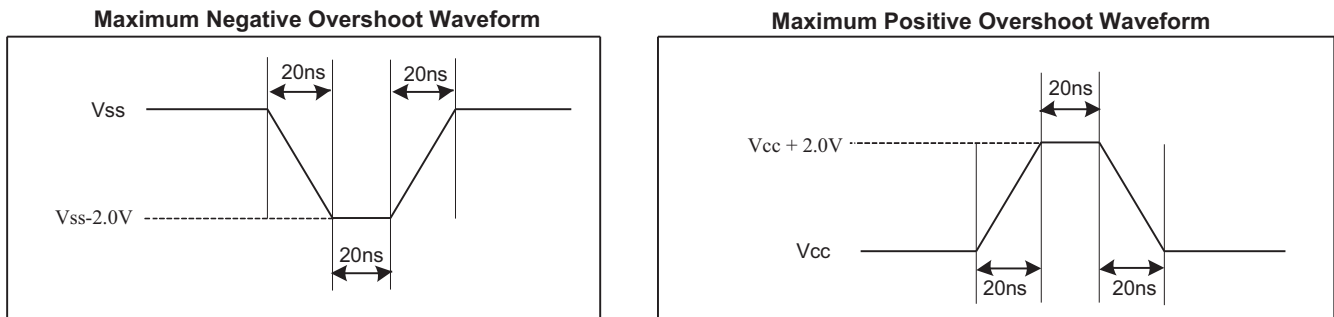 Maximum Negative Overshoot Waveform
20ns
20ns
Vss
Vss-2.0V
20ns
Maximum Positive Overshoot Waveform
20ns
Vcc + 2.0V
Vcc
20ns
20ns